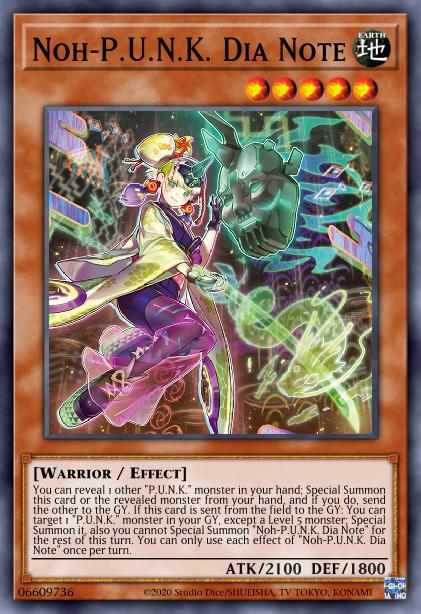 Noh-P.U.N.K. Dia Note
EARTH
地
[Warrior / Effect]
You can reveal 1 other "P.U.N.K." monster in your hand; Special Summon
this card or the revealed monster from your hand, and if you do, send
the other to the GY. If this card is sent from the field to the GY: You can
target 1 "P.U.N.K." monster in your GY, except a Level 5 monster; Special
Summon it, also you cannot Special Summon "Noh-P.U.N.K. Dia Note" for
the rest of this turn. You can only use each effect of "Noh-P.U.N.K. Dia
Note" once per turn.
ATK/2100 DEF/1800
06609736
©2020 Studio Dice/SHUEISHA, TV TOKYO, KONAMI